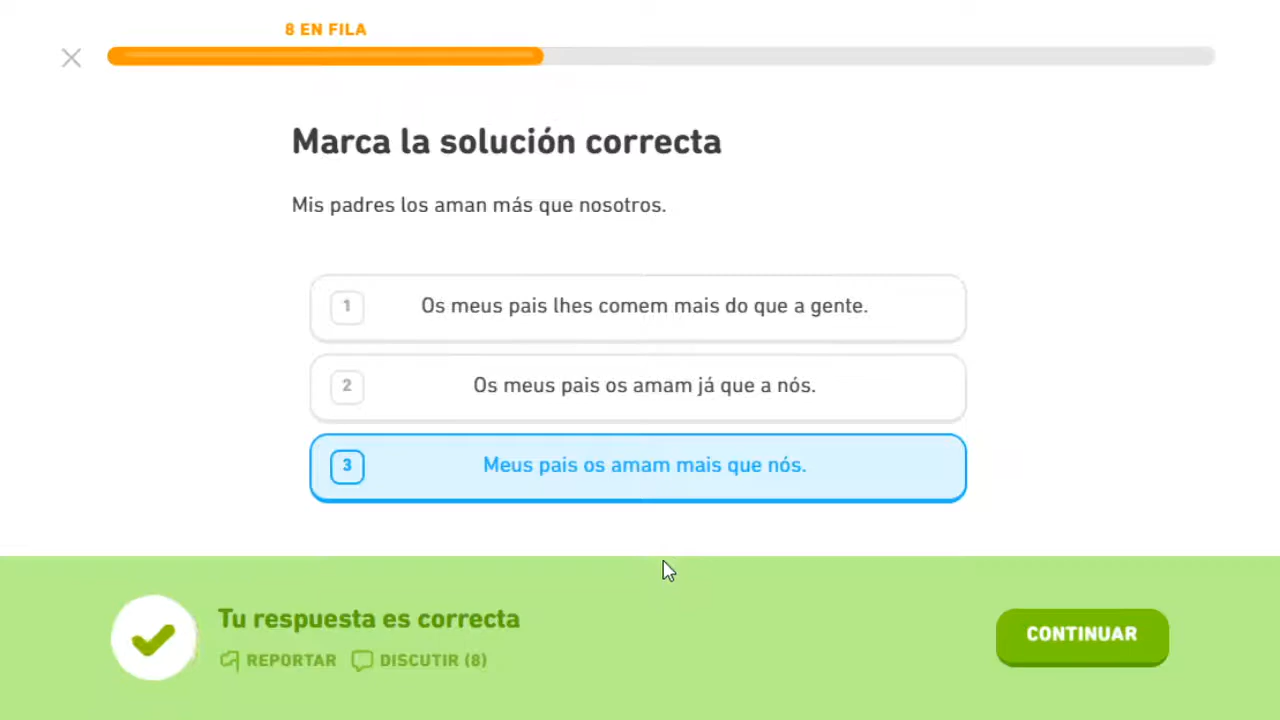 8 EN FILA
Marca la solución correcta
Mis padres los aman más que nosotros.
1 Os meus pais lhes comem mais do que a gente.
2 Os meus pais os amam já que a nós.
3 Meus pais os amam mais que nós.
Tu respuesta es correcta
REPORTAR DISCUTIR (8)
CONTINUAR